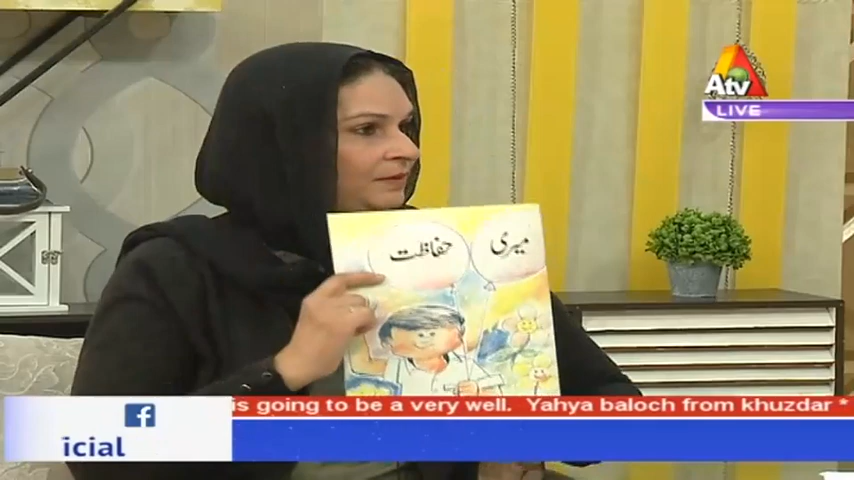 Atv
LIVE
میری حفاظت
is going to be a very well. Yahya baloch from khuzdar *
f
icial